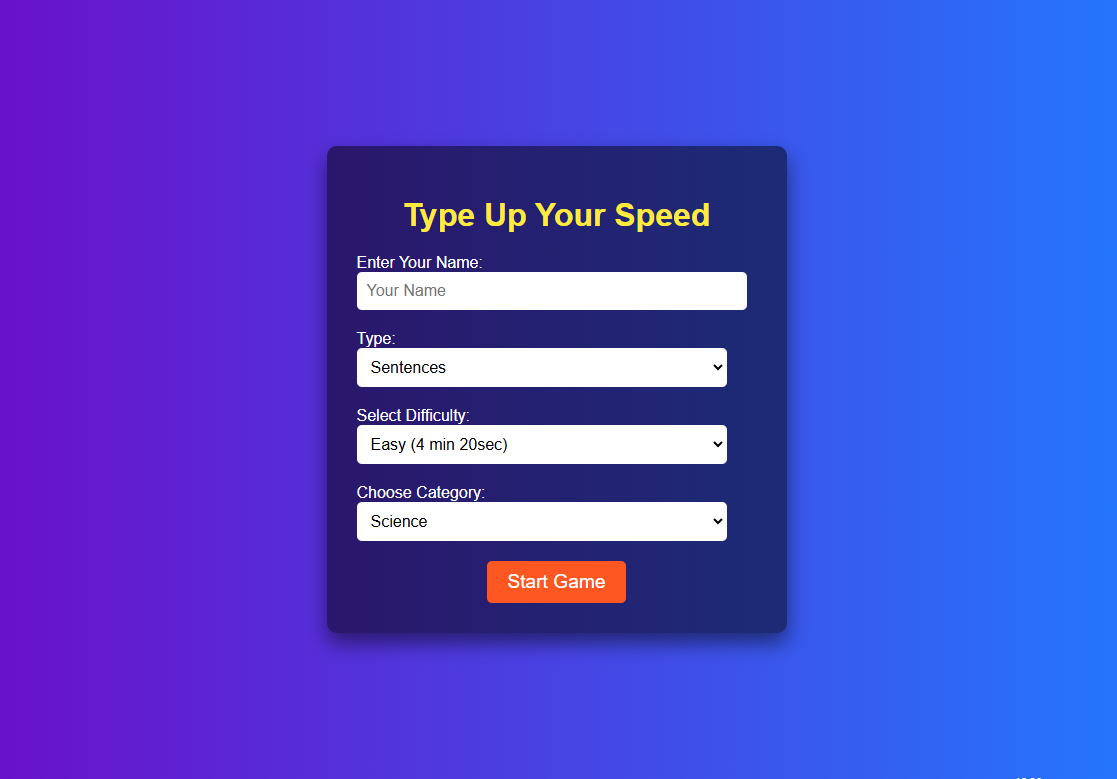 Type Up Your Speed
Enter Your Name:
Your Name
Type:
Sentences
Select Difficulty:
Easy (4 min 20sec)
Choose Category:
Science
Start Game